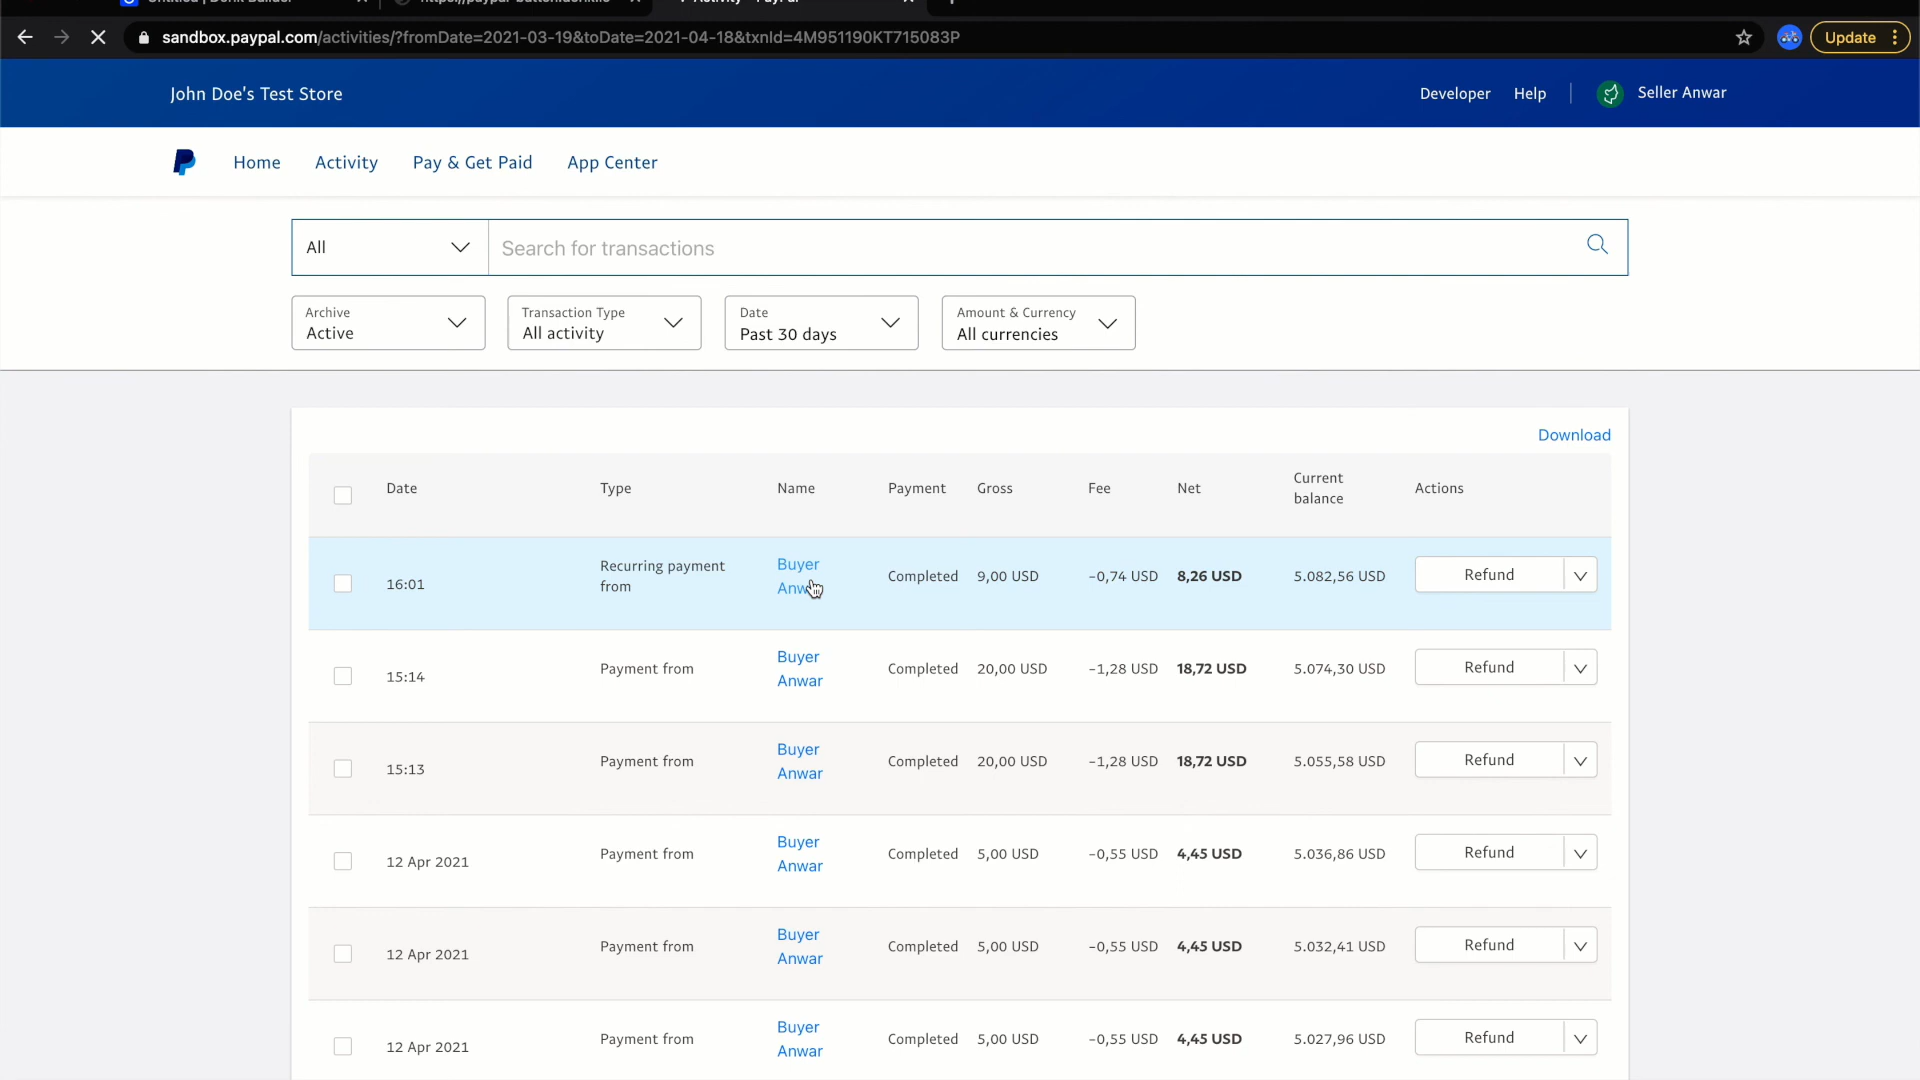 sandbox.paypal.com/activities/?fromDate=2021-03-19&toDate=2021-04-18&txnId=4M951190KT715083P
Update
John Doe's Test Store
Developer
Help
Seller Anwar
Home
Activity
Pay & Get Paid
App Center
All
Search for transactions
Archive
Active
Transaction Type
All activity
Date
Past 30 days
Amount & Currency
All currencies
Download
Date
Type
Name
Payment
Gross
Fee
Net
Current
balance
Actions
16:01
Recurring payment
from
Buyer
Completed
9,00 USD
-0,74 USD
8,26 USD
5.082,56 USD
Refund
15:14
Payment from
Buyer
Anwar
Completed
20,00 USD
-1,28 USD
18,72 USD
5.074,30 USD
Refund
15:13
Payment from
Buyer
Anwar
Completed
20,00 USD
-1,28 USD
18,72 USD
5.055,58 USD
Refund
12 Apr 2021
Payment from
Buyer
Anwar
Completed
5,00 USD
-0,55 USD
4,45 USD
5.036,86 USD
Refund
12 Apr 2021
Payment from
Buyer
Anwar
Completed
5,00 USD
-0,55 USD
4,45 USD
5.032,41 USD
Refund
12 Apr 2021
Payment from
Buyer
Anwar
Completed
5,00 USD
-0,55 USD
4,45 USD
5.027,96 USD
Refund